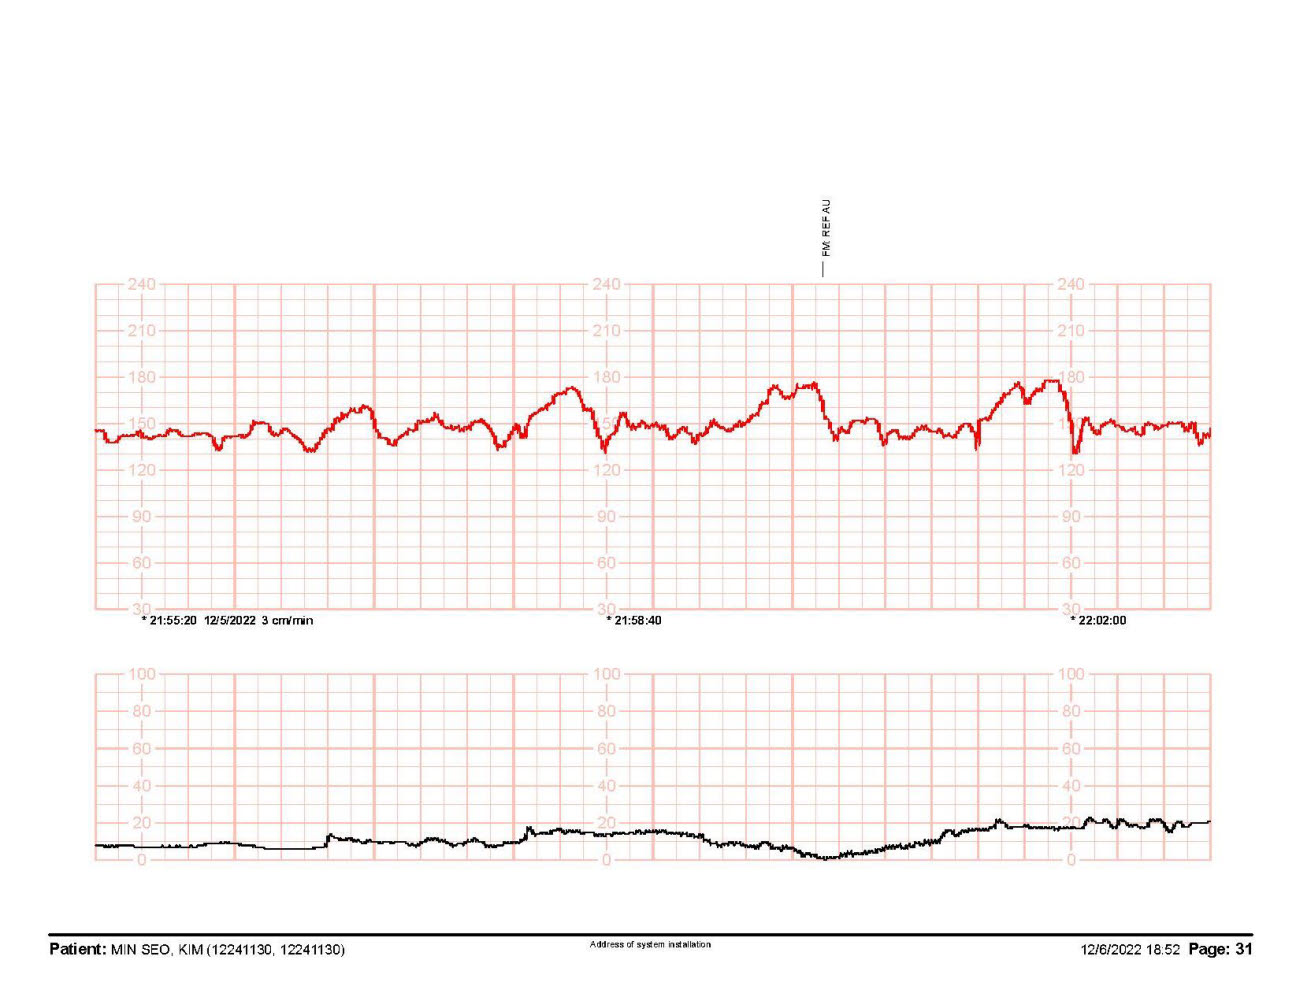 FM: REF AU
240 240 240
210 210 210
180 180 180
150 150 150
120 120 120
90 90 90
60 60 60
30 30 30
* 21:55:20 12/5/2022 3 cm/min * 21:58:40 * 22:02:00
100 100 100
80 80 80
60 60 60
40 40 40
20 20 20
0 0 0
Patient: MIN SEO, KIM (12241130, 12241130) Address of system installation 12/6/2022 18:52 Page: 31